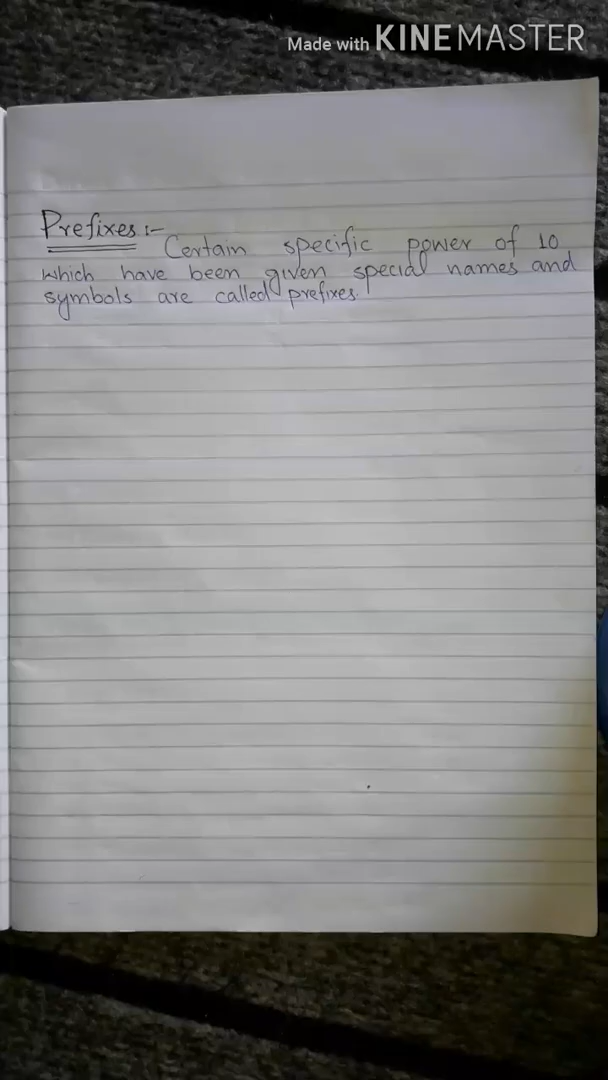 Made with KINEMASTER
Prefixes :-
Certain specific power of 10
which have been given special names and
symbols are called prefixes.